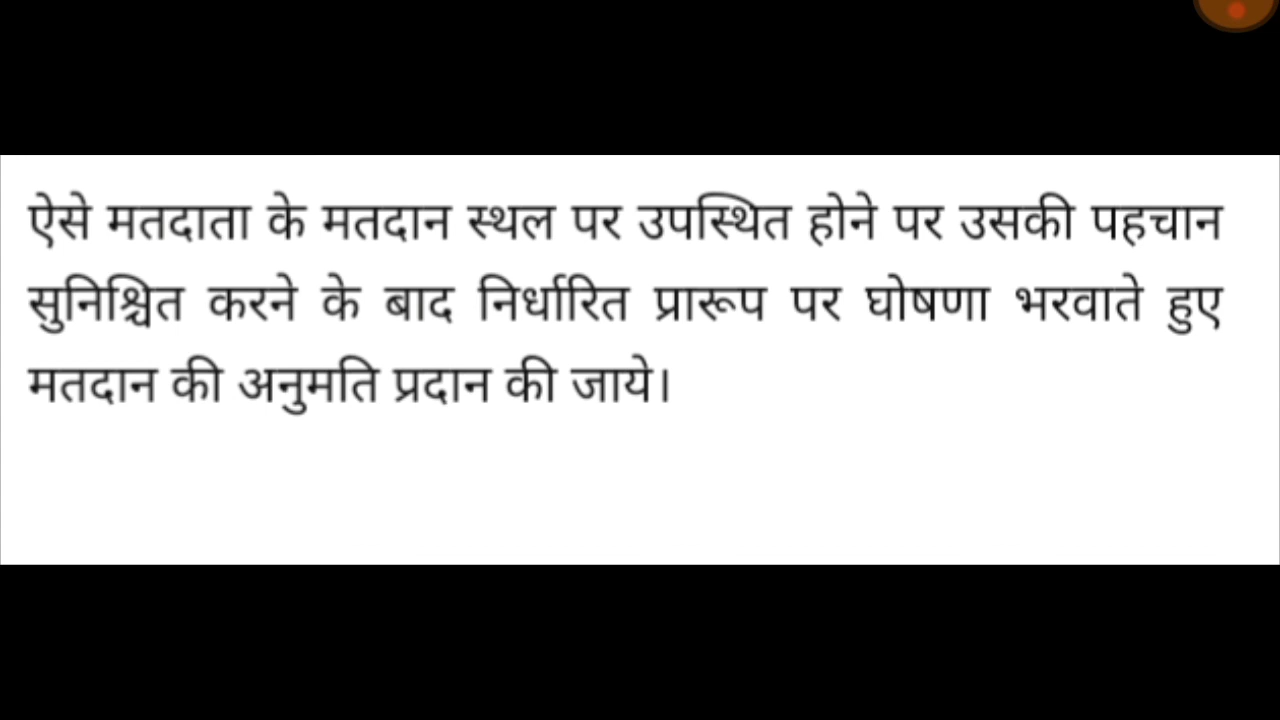 ऐसे मतदाता के मतदान स्थल पर उपस्थित होने पर उसकी पहचान
सुनिश्चित करने के बाद निर्धारित प्रारूप पर घोषणा भरवाते हुए
मतदान की अनुमति प्रदान की जाये।